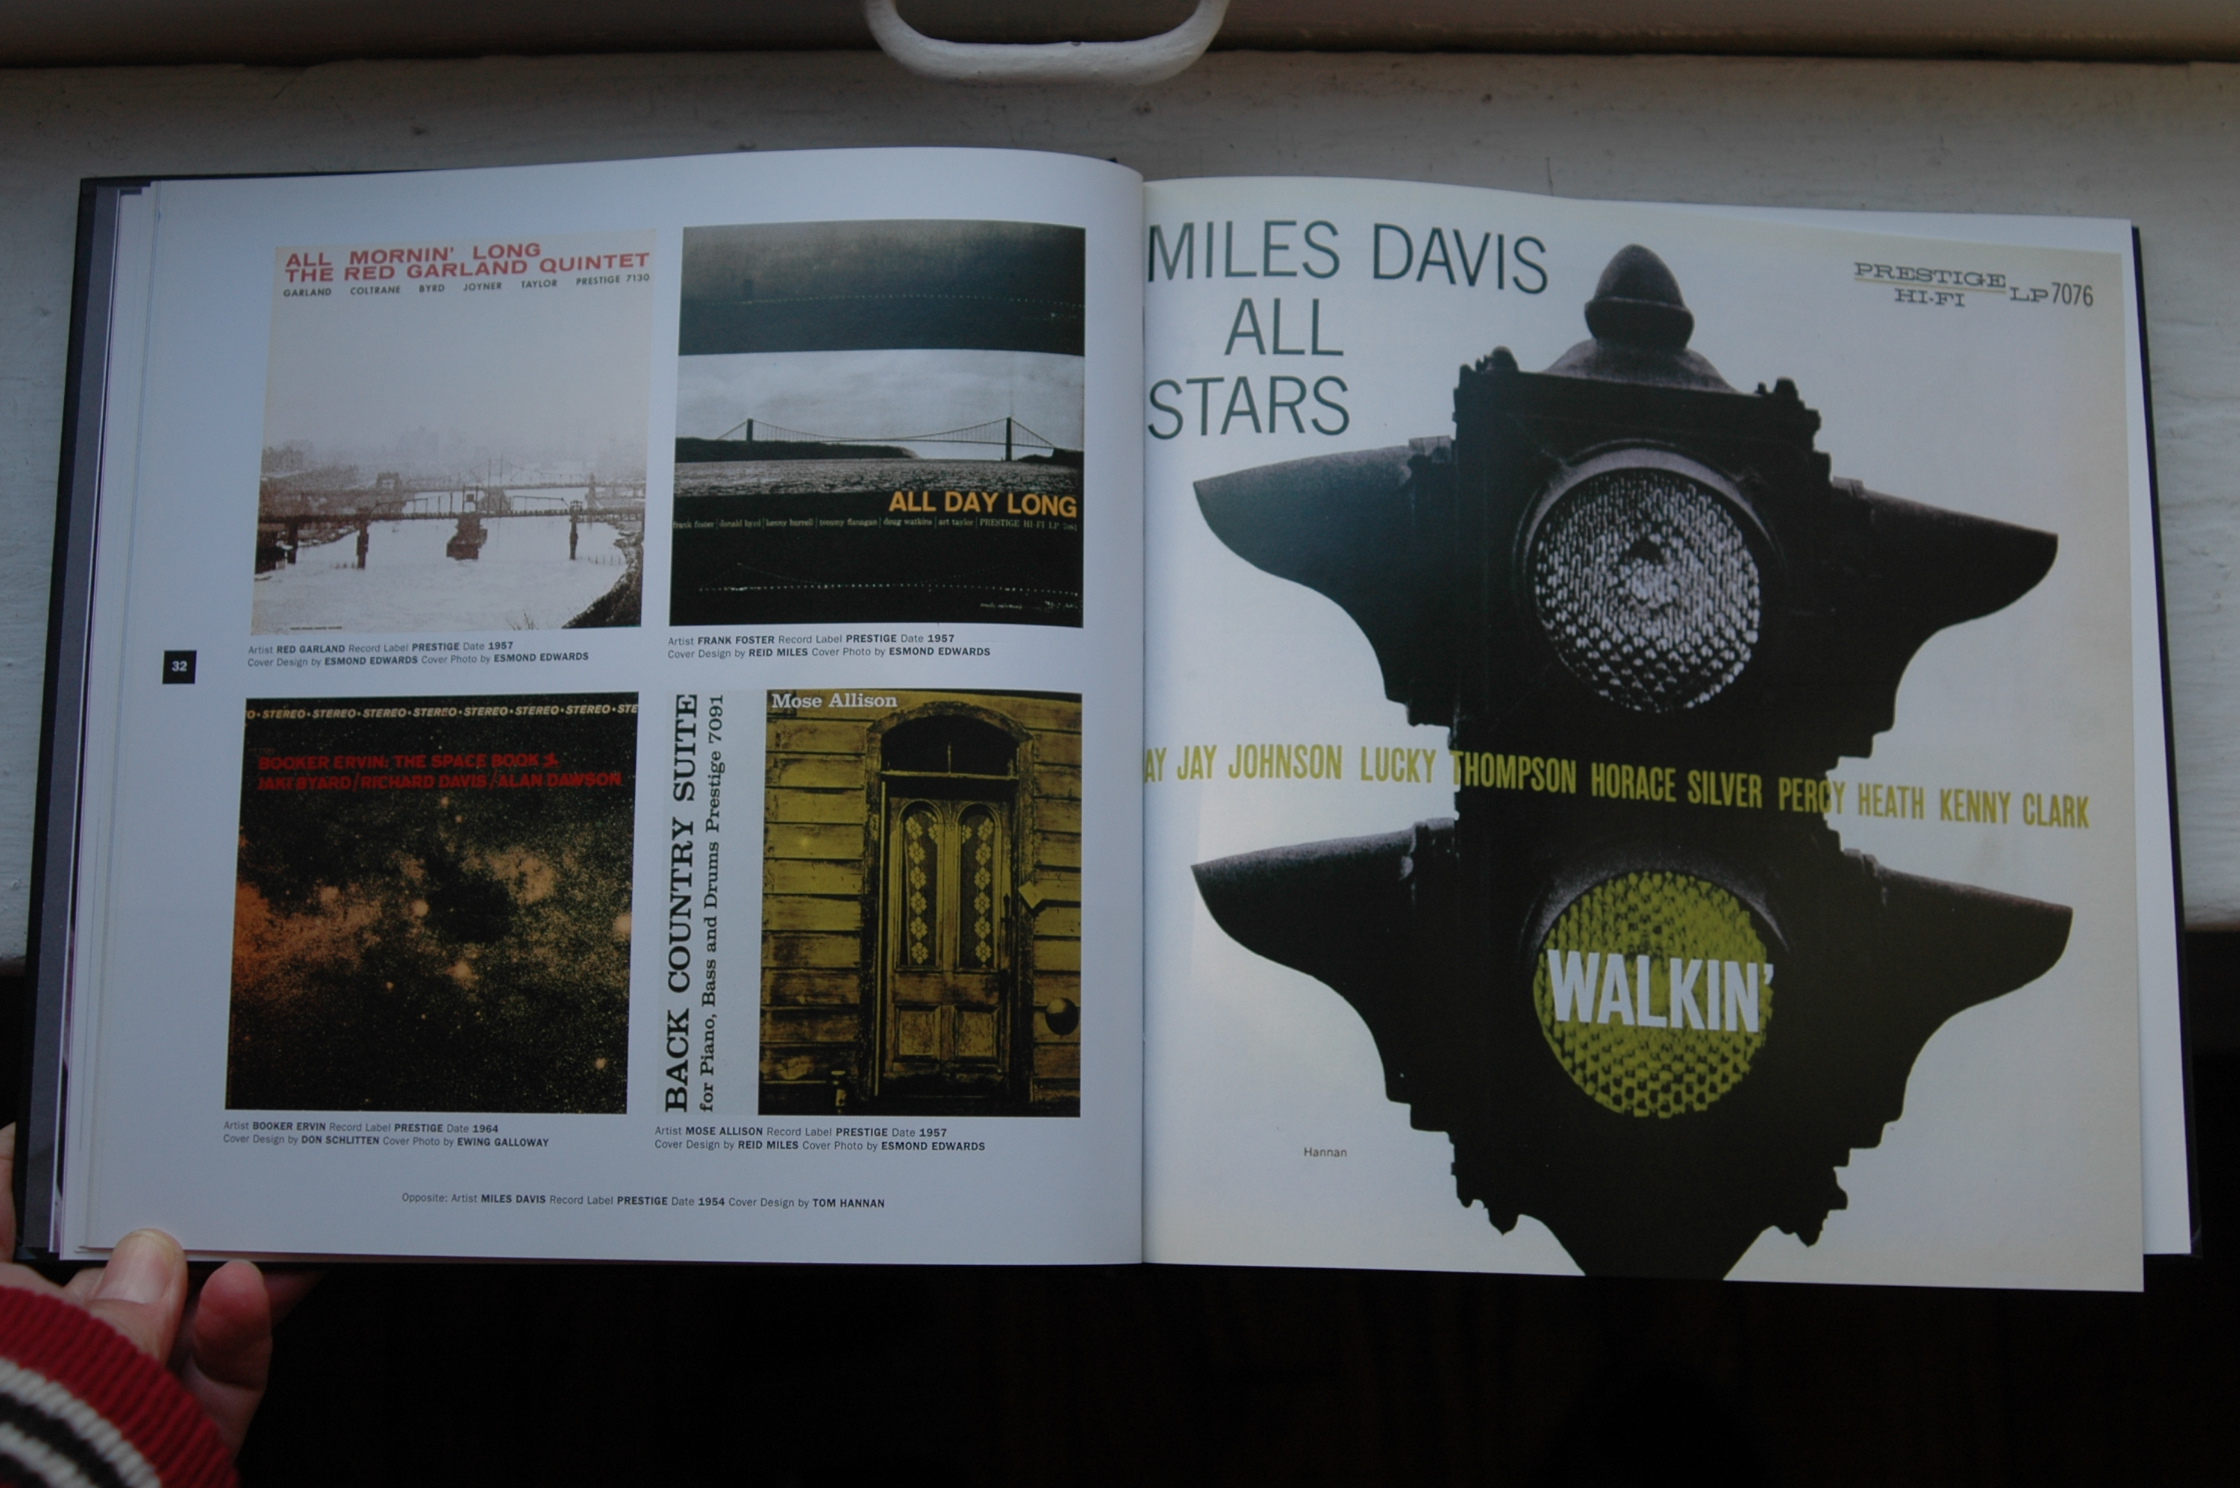 ALL MORNIN' LONG
THE RED GARLAND QUINTET
GARLAND COLTRANE BYRD JOYNER TAYLOR PRESTIGE 7130
ALL DAY LONG
frank foster | donald byrd | kenny burrell | tommy flanagan | doug watkins | art taylor | PRESTIGE HI FI LP
Artist RED GARLAND Record Label PRESTIGE Date 1957
Cover Design by ESMOND EDWARDS Cover Photo by ESMOND EDWARDS
Artist FRANK FOSTER Record Label PRESTIGE Date 1957
Cover Design by REID MILES Cover Photo by ESMOND EDWARDS
32
O•STEREO•STEREO•STEREO•STEREO•STEREO•STEREO•STEREO•STE
BOOKER ERVIN: THE SPACE BOOK
JAKI BYARD/RICHARD DAVIS/ALAN DAWSON
BACK COUNTRY SUITE
for Piano, Bass and Drums Prestige 7091
Mose Allison
Artist BOOKER ERVIN Record Label PRESTIGE Date 1964
Cover Design by DON SCHLITTEN Cover Photo by EWING GALLOWAY
Artist MOSE ALLISON Record Label PRESTIGE Date 1957
Cover Design by REID MILES Cover Photo by ESMOND EDWARDS
Opposite: Artist MILES DAVIS Record Label PRESTIGE Date 1954 Cover Design by TOM HANNAN
MILES DAVIS
ALL
STARS
PRESTIGE
HI-FI LP 7076
AY JAY JOHNSON LUCKY THOMPSON HORACE SILVER PERCY HEATH KENNY CLARK
WALKIN'
Hannan